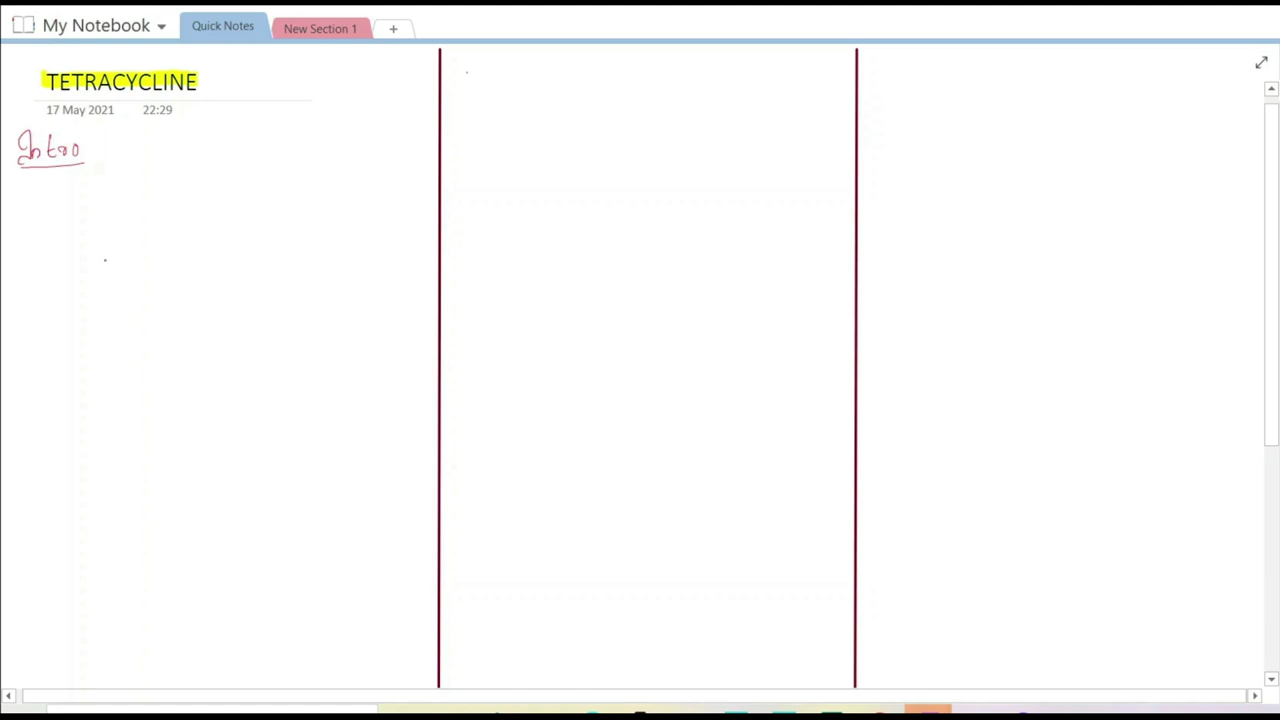 My Notebook
Quick Notes
New Section 1
+
TETRACYCLINE
17 May 2021 22:29
Intro